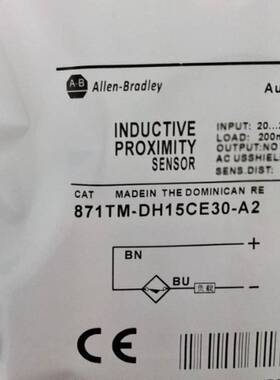 A-B Allen-Bradley Au
INDUCTIVE
PROXIMITY
SENSOR
INPUT: 20...
LOAD: 200m
OUTPUT:NO
AC USSHIEL
SENS.DIST.
CAT MADEIN THE DOMINICAN RE
871TM-DH15CE30-A2
BN +
BU 负载 -
CE